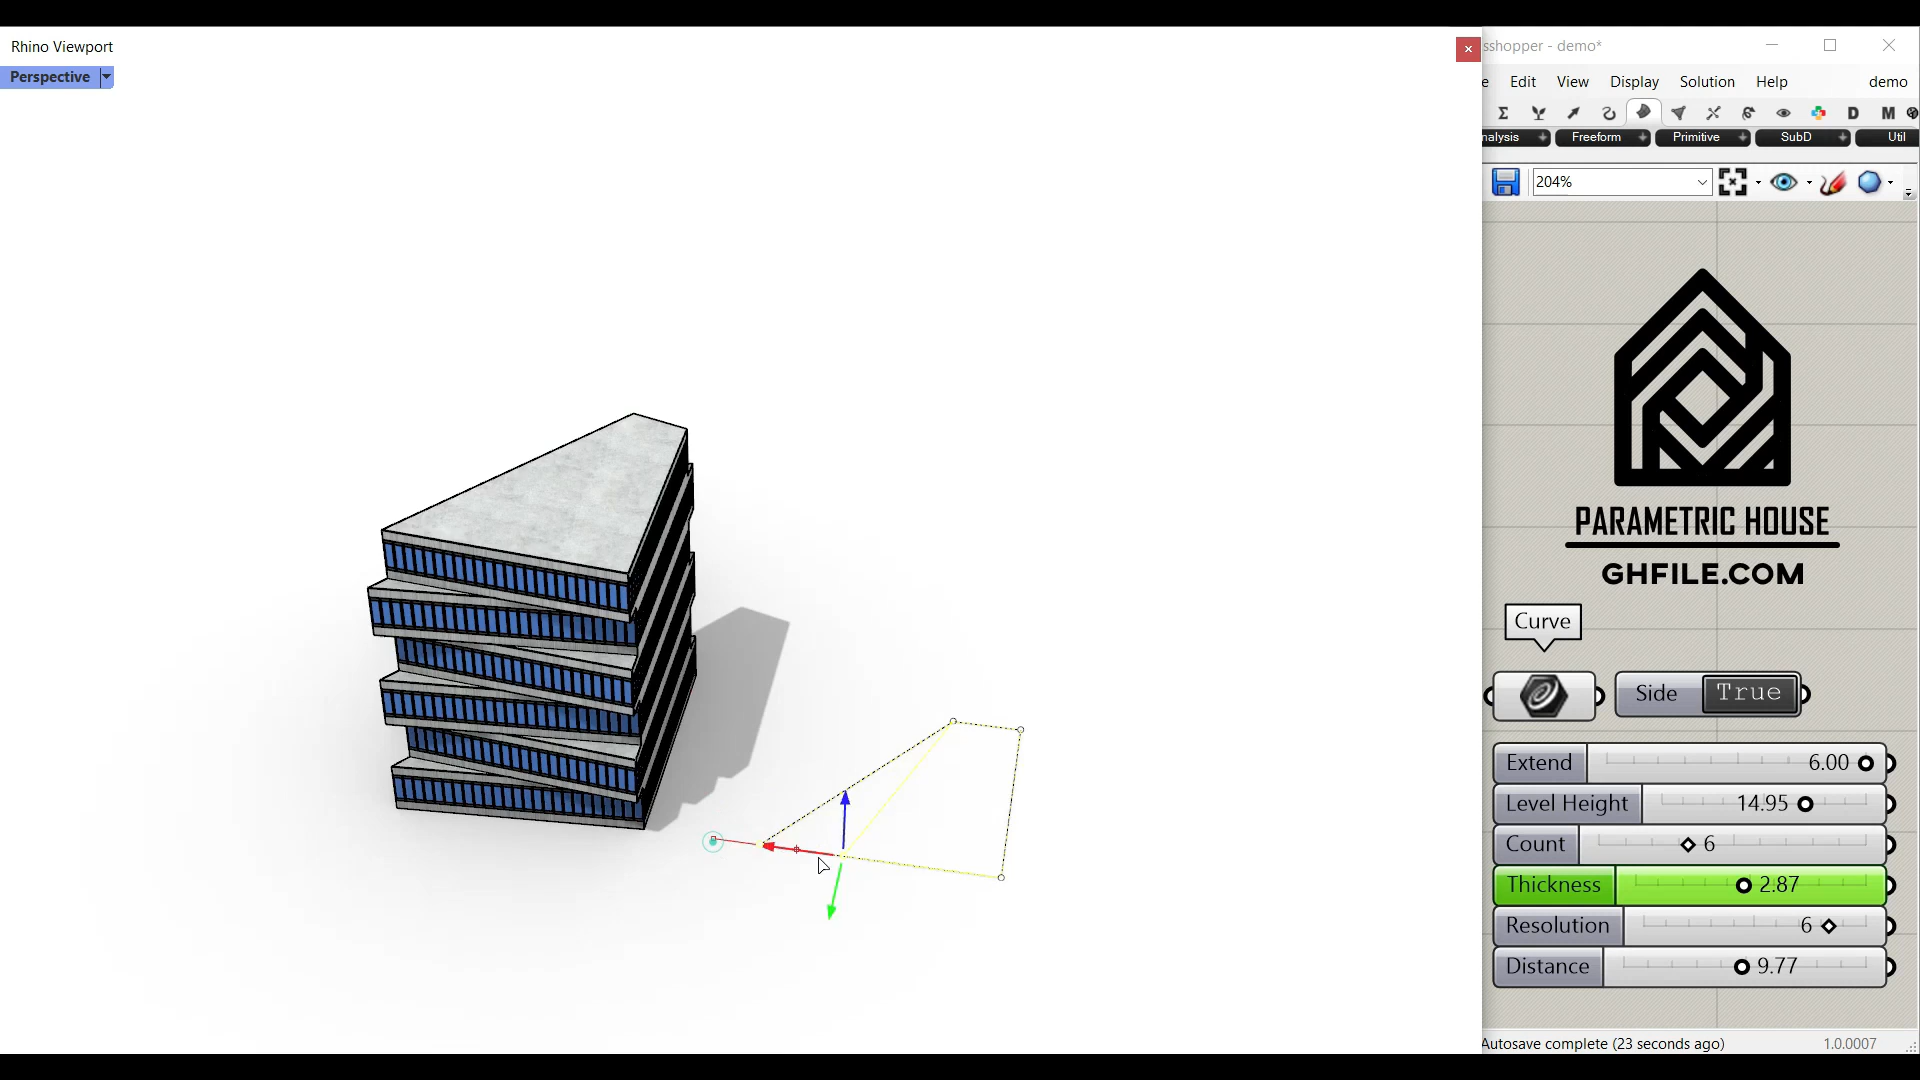 Rhino Viewport
Perspective
sshopper - demo*
e Edit View Display Solution Help demo
D M
nalysis Freeform Primitive SubD Util
204%
PARAMETRIC HOUSE
GHFILE.COM
Curve
Side True
Extend 6.00
Level Height 14.95
Count 6
Thickness 2.87
Resolution 6
Distance 9.77
Autosave complete (23 seconds ago) 1.0.0007